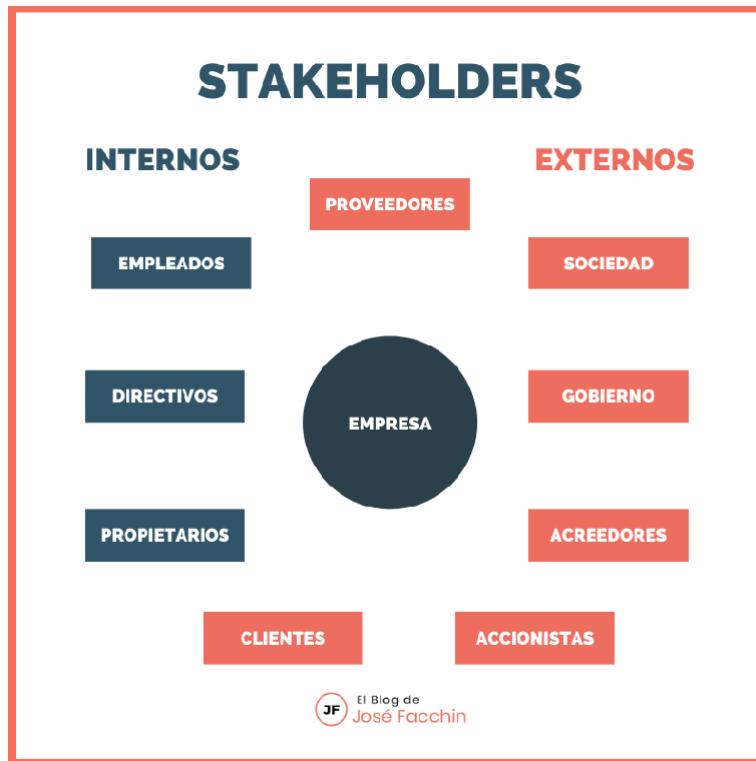 STAKEHOLDERS
INTERNOS
EXTERNOS
PROVEEDORES
EMPLEADOS
SOCIEDAD
DIRECTIVOS
EMPRESA
GOBIERNO
PROPIETARIOS
ACREEDORES
CLIENTES
ACCIONISTAS
JF
El Blog de
José Facchin